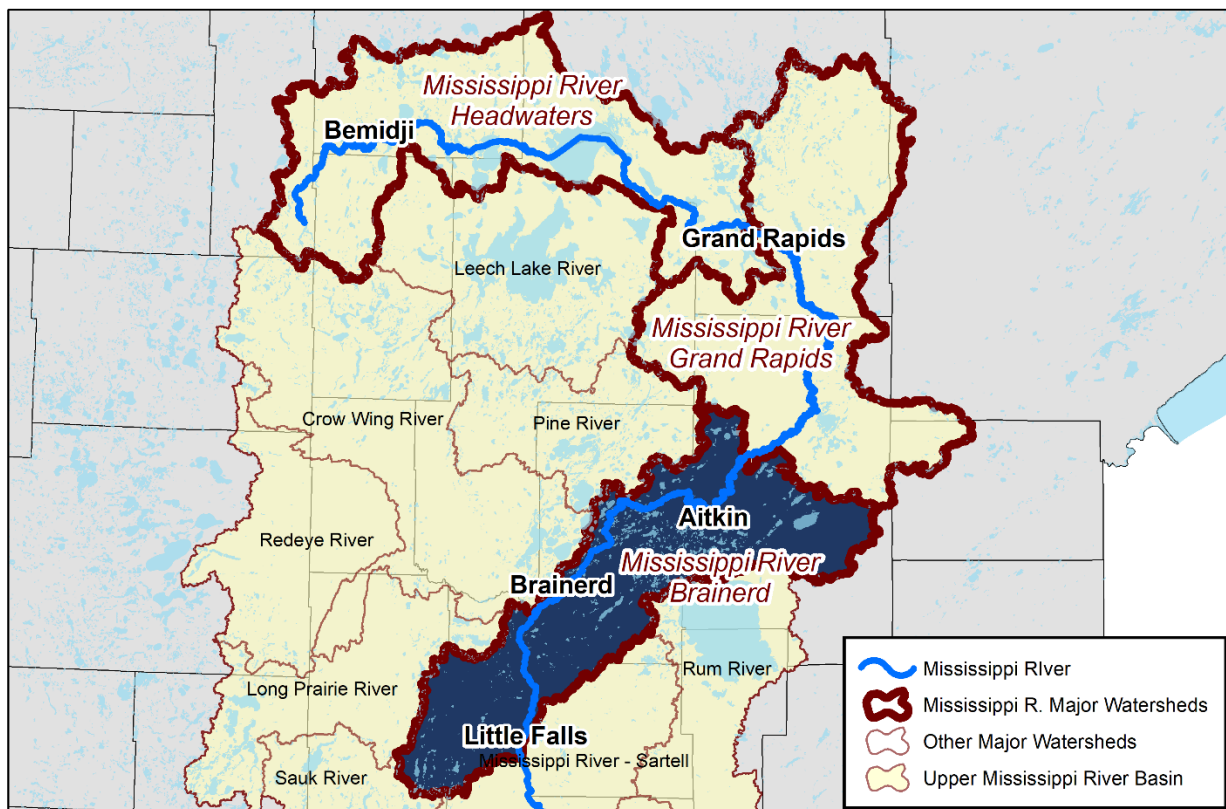 Mississippi River
Headwaters
Bemidji
Grand Rapids
Leech Lake River
Mississippi River
Grand Rapids
Crow Wing River
Pine River
Aitkin
Redeye River
Mississippi River
Brainerd
Brainerd
Rum River
Long Prairie River
Little Falls
Mississippi River - Sartell
Sauk River
Mississippi RIver
Mississippi R. Major Watersheds
Other Major Watersheds
Upper Mississippi River Basin